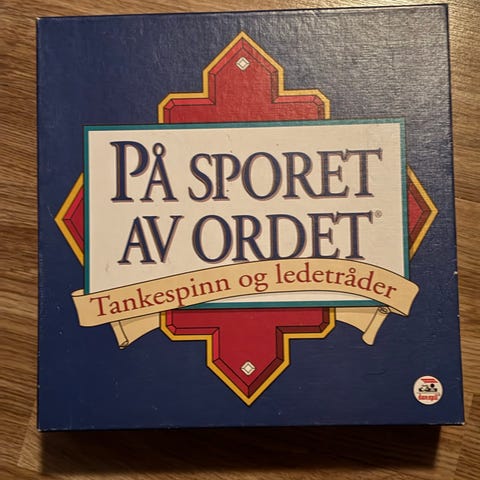 PÅ SPORET
AV ORDET®
Tankespinn og ledetråder